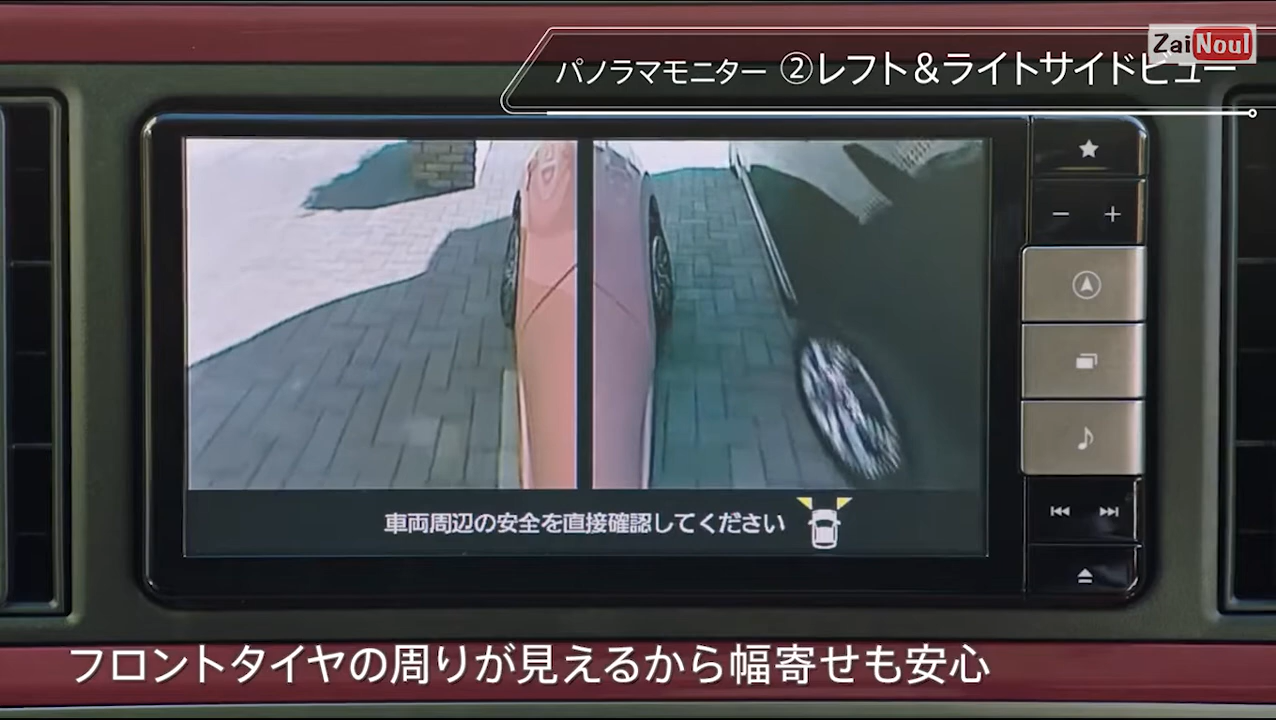 ZaiNoul
パノラマモニター ②レフト＆ライトサイドビュー
車両周辺の安全を直接確認してください
フロントタイヤの周りが見えるから幅寄せも安心